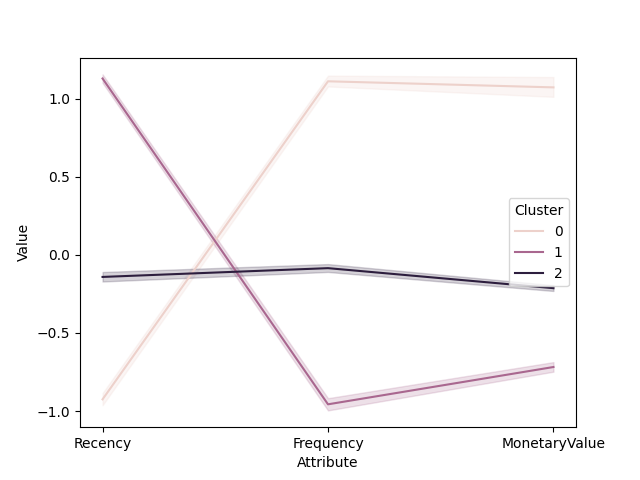 1.0
0.5
0.0
−0.5
−1.0
Value
Recency
Frequency
MonetaryValue
Attribute
Cluster
0
1
2